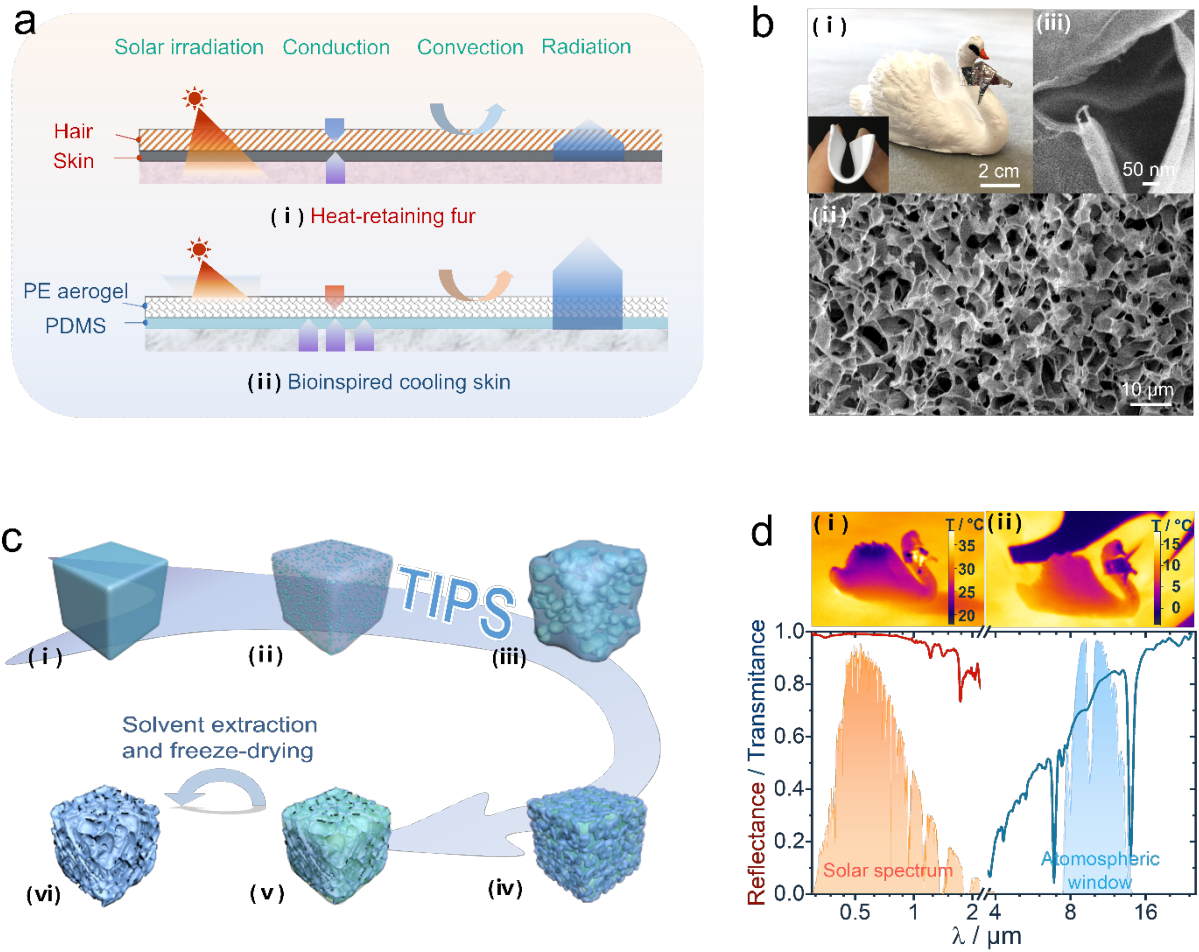 a
Solar irradiation Conduction Convection Radiation
Hair
Skin
( i ) Heat-retaining fur
PE aerogel
PDMS
(ii) Bioinspired cooling skin
b
( i )
2 cm
(iii)
50 nm
(ii)
10 µm
c
TIPS
( i )
(ii)
(iii)
Solvent extraction
and freeze-drying
(vi)
(v)
(iv)
d
( i )
T / °C
35
30
25
20
(ii)
T / °C
15
10
5
0
Reflectance / Transmitance
1.0
0.8
0.6
0.4
0.2
0.0
Solar spectrum
Atomospheric
window
0.5 1 2 4 8 16
λ / µm